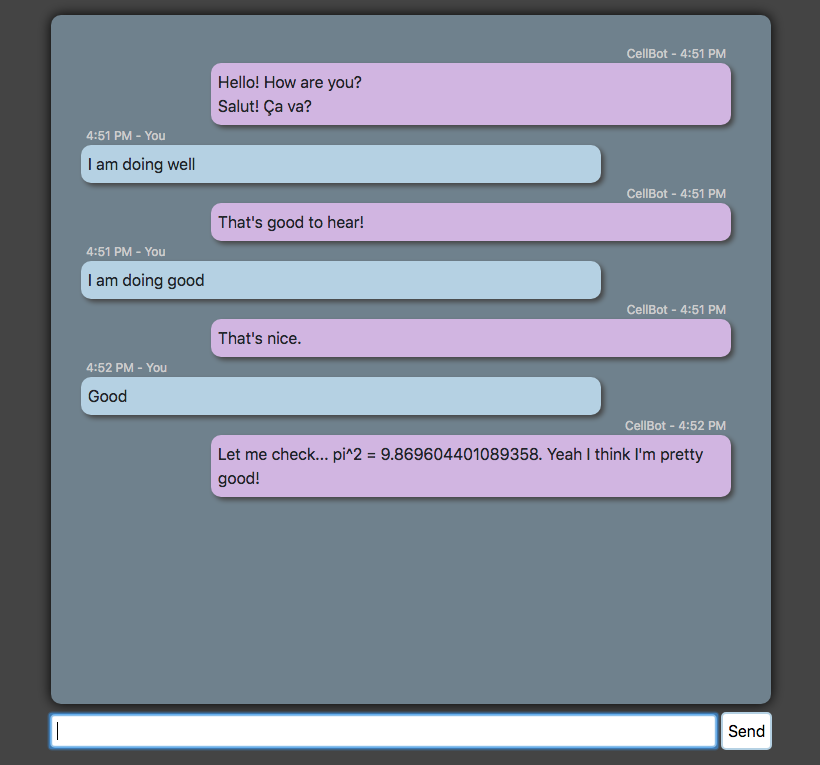 CellBot - 4:51 PM
Hello! How are you?
Salut! Ça va?
4:51 PM - You
I am doing well
CellBot - 4:51 PM
That's good to hear!
4:51 PM - You
I am doing good
CellBot - 4:51 PM
That's nice.
4:52 PM - You
Good
CellBot - 4:52 PM
Let me check... pi^2 = 9.869604401089358. Yeah I think I'm pretty
good!
Send